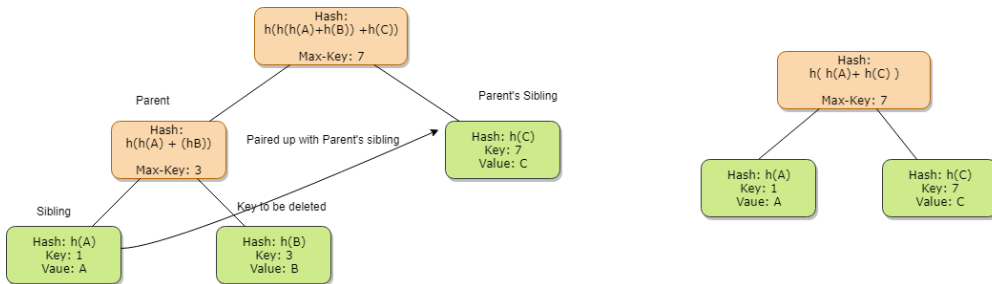 Hash:
h(h(h(A)+h(B)) +h(C))
Max-Key: 7
Parent
Parent's Sibling
Hash:
h(h(A) + (hB))
Max-Key: 3
Paired up with Parent's sibling
Hash: h(C)
Key: 7
Value: C
Sibling
Key to be deleted
Hash: h(A)
Key: 1
Vaue: A
Hash: h(B)
Key: 3
Value: B
Hash:
h( h(A)+ h(C) )
Max-Key: 7
Hash: h(A)
Key: 1
Vaue: A
Hash: h(C)
Key: 7
Value: C